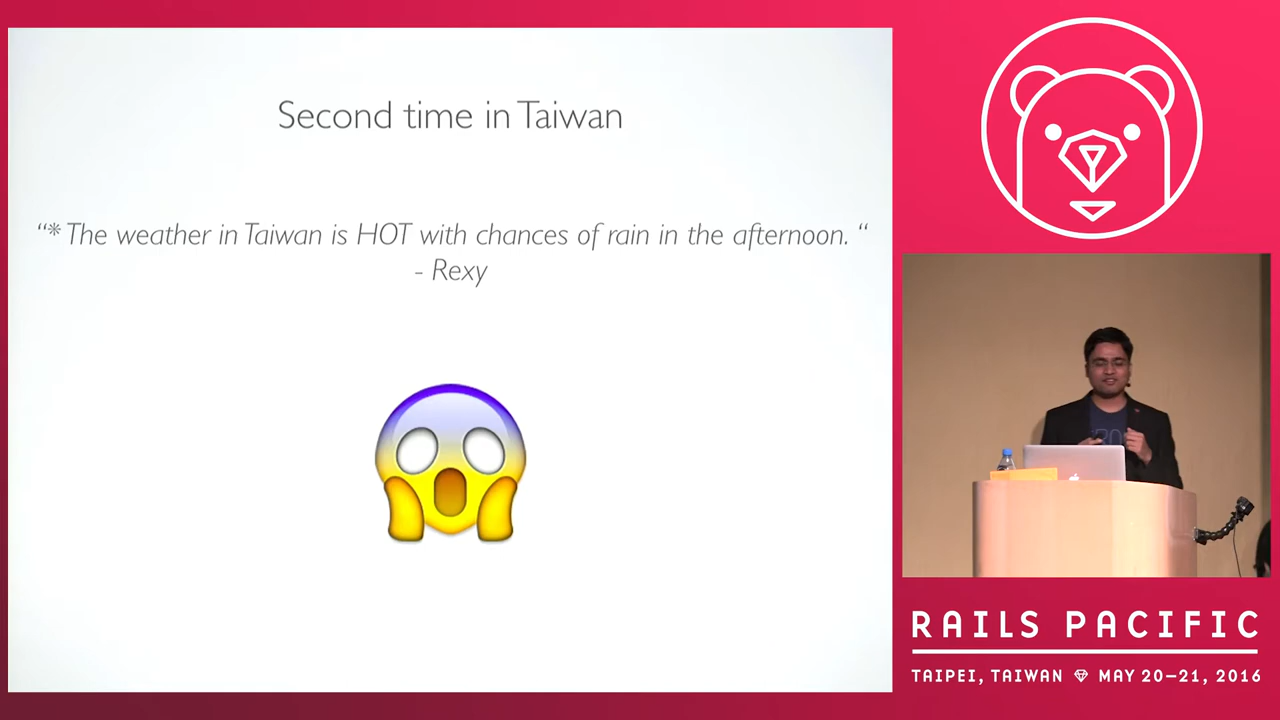 Second time in Taiwan
“* The weather in Taiwan is HOT with chances of rain in the afternoon. “
- Rexy
RAILS PACIFIC
TAIPEI, TAIWAN MAY 20–21, 2016